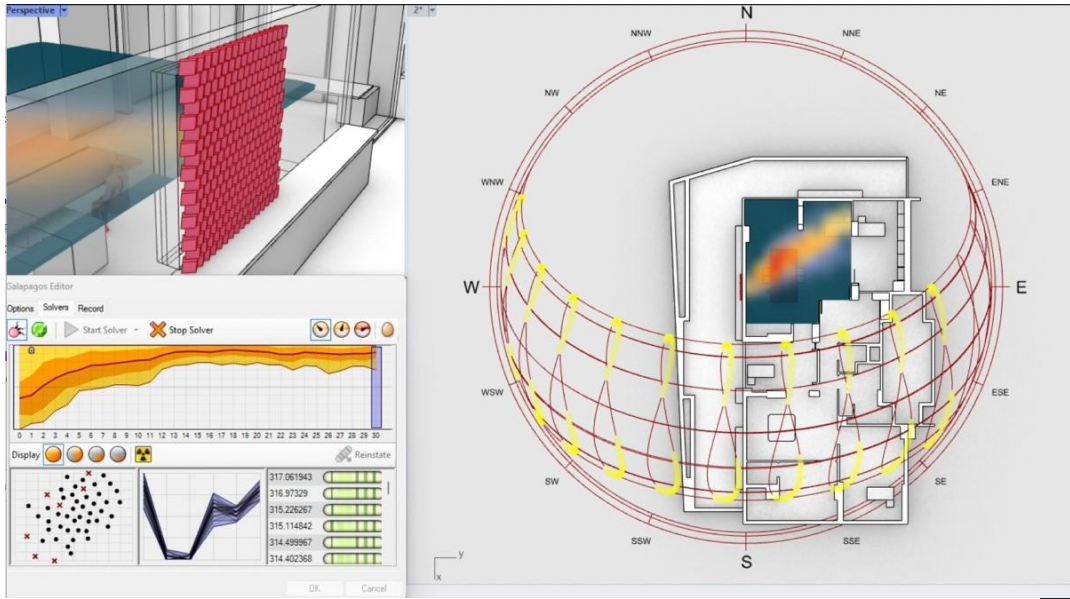 Perspective
2*
Galapagos Editor
Options Solvers Record
Start Solver Stop Solver
0 1 2 3 4 5 6 7 8 9 10 11 12 13 14 15 16 17 18 19 20 21 22 23 24 25 26 27 28 29 30
Display Reinstate
317.061943
316.97329
315.226267
315.114842
314.499967
314.402368
OK Cancel
N
NNW NNE
NW NE
WNW ENE
W E
WSW ESE
SW SE
SSW SSE
S
y
x